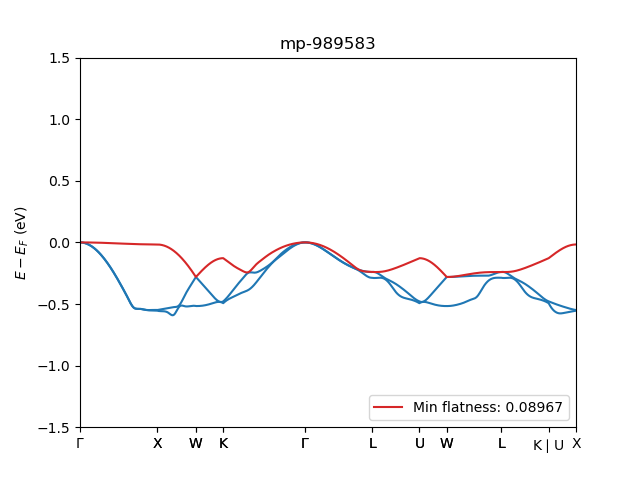 mp-989583
E − E_F (eV)
1.5
1.0
0.5
0.0
−0.5
−1.0
−1.5
Min flatness: 0.08967
Γ X W K Γ L U W L K | U X